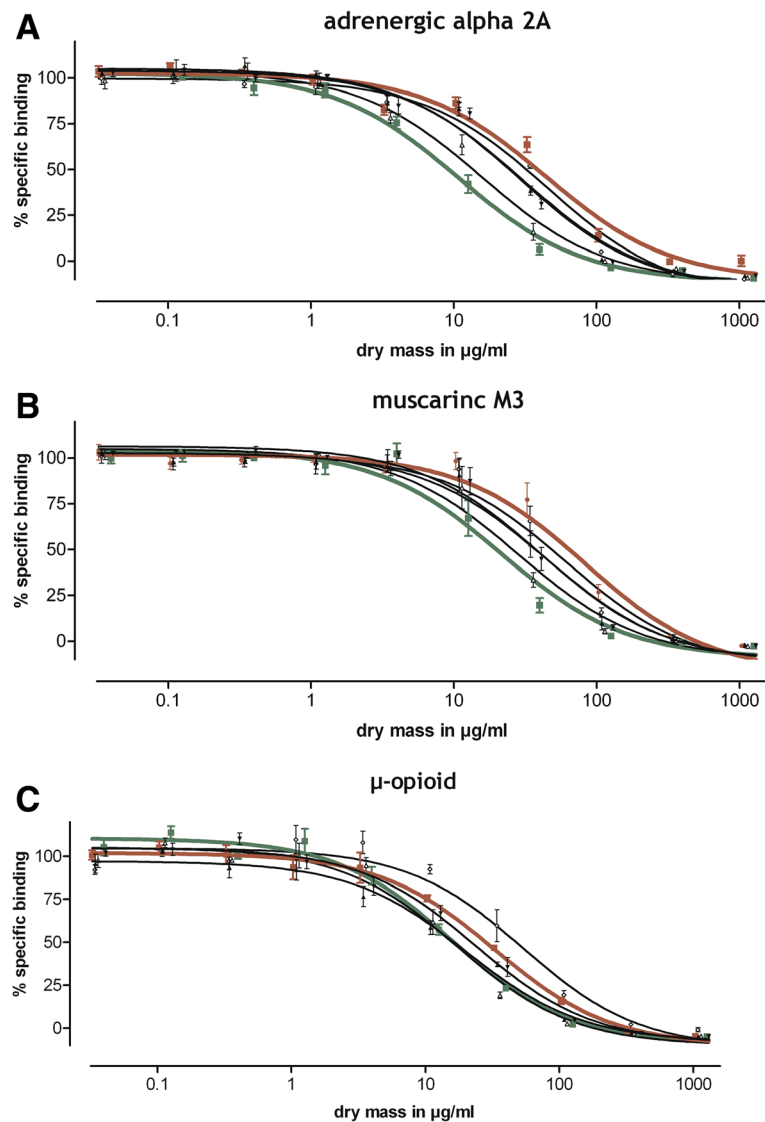 A
adrenergic alpha 2A
% specific binding
100
75
50
25
0
0.1 1 10 100 1000
dry mass in µg/ml
B
muscarinc M3
% specific binding
100
75
50
25
0
0.1 1 10 100 1000
dry mass in µg/ml
C
µ-opioid
% specific binding
100
75
50
25
0
0.1 1 10 100 1000
dry mass in µg/ml